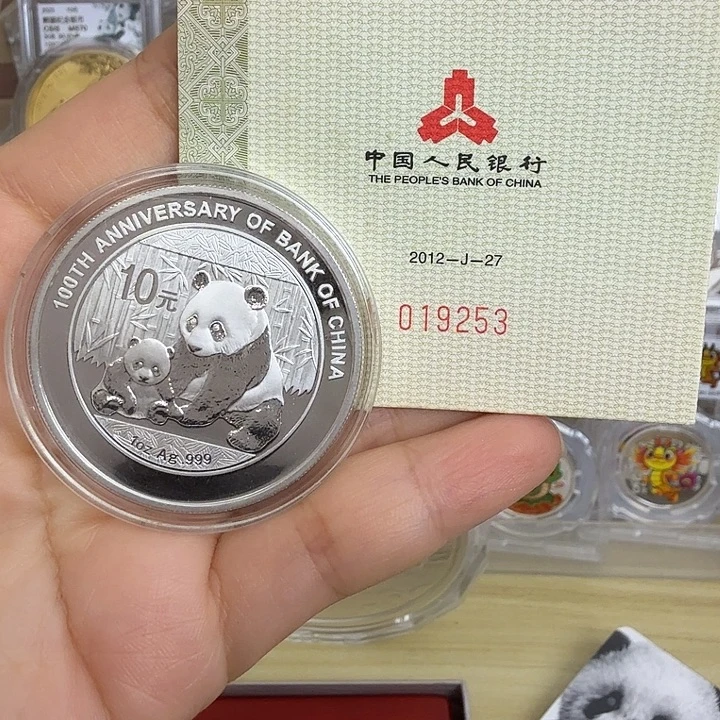 100TH ANNIVERSARY OF BANK OF CHINA
10元
1oz Ag .999
中国人民银行
THE PEOPLE'S BANK OF CHINA
2012-J-27
019253